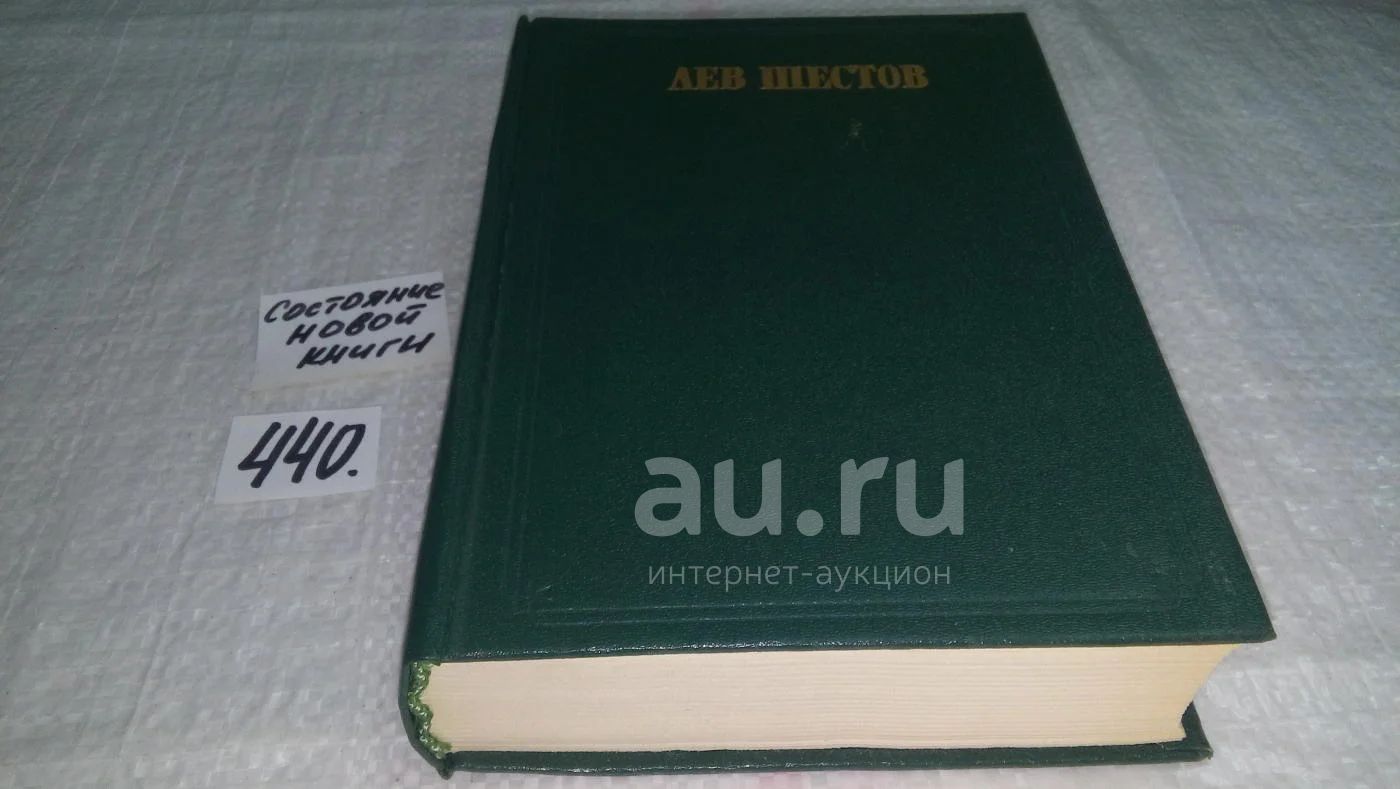 ЛЕВ ШЕСТОВ
Состояние
новой
книги
440.
au.ru
интернет-аукцион